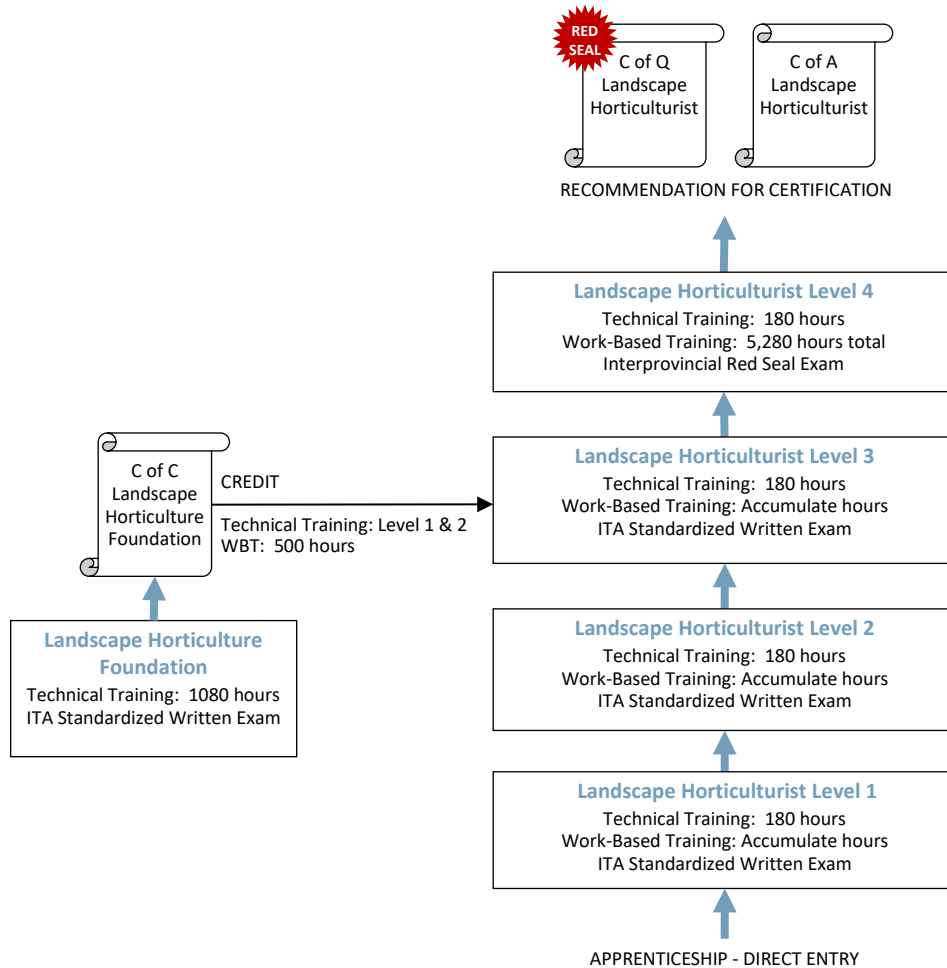 RED
SEAL
C of Q
Landscape
Horticulturist
C of A
Landscape
Horticulturist
RECOMMENDATION FOR CERTIFICATION
Landscape Horticulturist Level 4
Technical Training: 180 hours
Work-Based Training: 5,280 hours total
Interprovincial Red Seal Exam
C of C
Landscape
Horticulture
Foundation
CREDIT
Technical Training: Level 1 & 2
WBT: 500 hours
Landscape Horticulturist Level 3
Technical Training: 180 hours
Work-Based Training: Accumulate hours
ITA Standardized Written Exam
Landscape Horticulture
Foundation
Technical Training: 1080 hours
ITA Standardized Written Exam
Landscape Horticulturist Level 2
Technical Training: 180 hours
Work-Based Training: Accumulate hours
ITA Standardized Written Exam
Landscape Horticulturist Level 1
Technical Training: 180 hours
Work-Based Training: Accumulate hours
ITA Standardized Written Exam
APPRENTICESHIP - DIRECT ENTRY